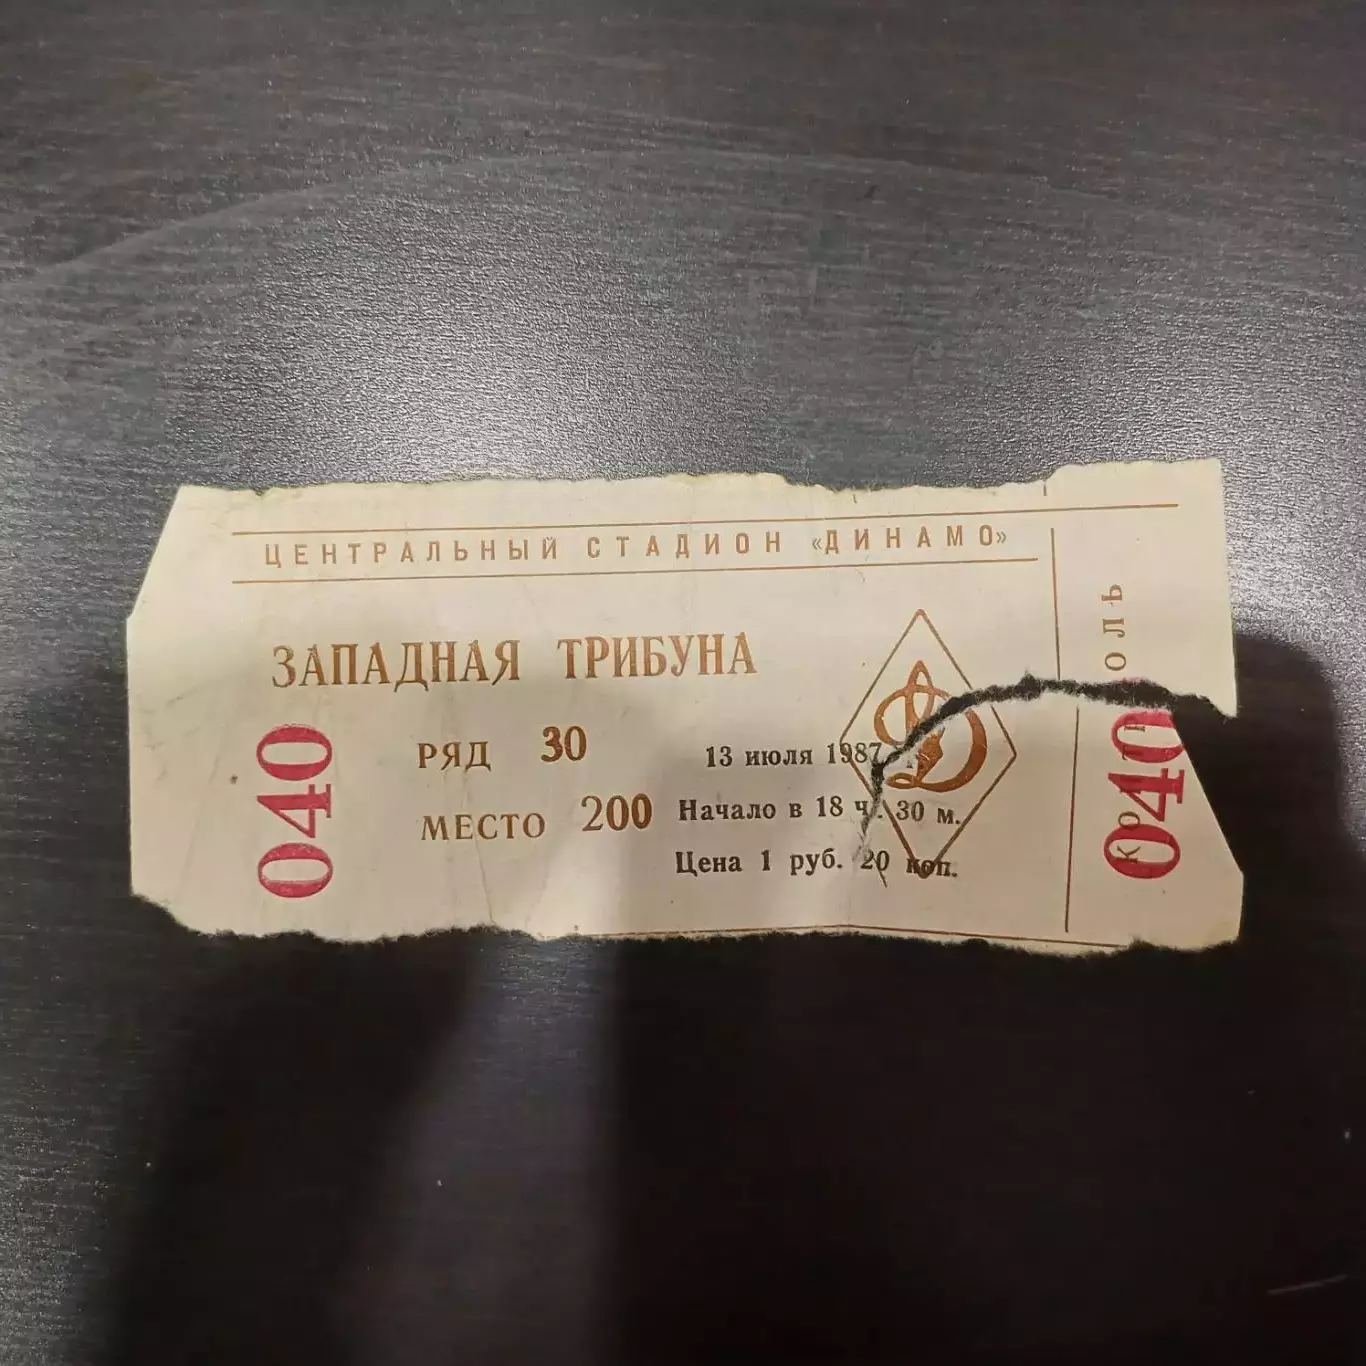 ЦЕНТРАЛЬНЫЙ СТАДИОН «ДИНАМО»
ЗАПАДНАЯ ТРИБУНА
РЯД 30
МЕСТО 200
13 июля 1987
Начало в 18 ч. 30 м.
Цена 1 руб. 20 коп.
040
040
Д